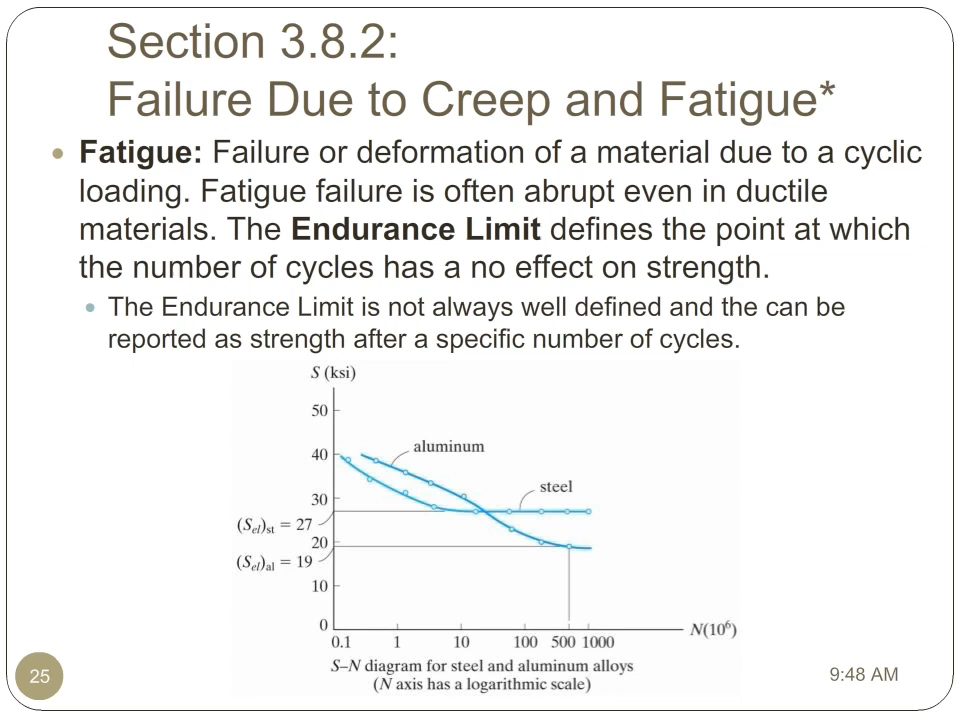 Section 3.8.2:
Failure Due to Creep and Fatigue*
• Fatigue: Failure or deformation of a material due to a cyclic
loading. Fatigue failure is often abrupt even in ductile
materials. The Endurance Limit defines the point at which
the number of cycles has a no effect on strength.
• The Endurance Limit is not always well defined and the can be
reported as strength after a specific number of cycles.
S (ksi)
50
40
aluminum
steel
30
(Sel)st = 27
20
(Sel)al = 19
10
0
0.1 1 10 100 500 1000
N(10⁶)
S–N diagram for steel and aluminum alloys
(N axis has a logarithmic scale)
25
9:48 AM